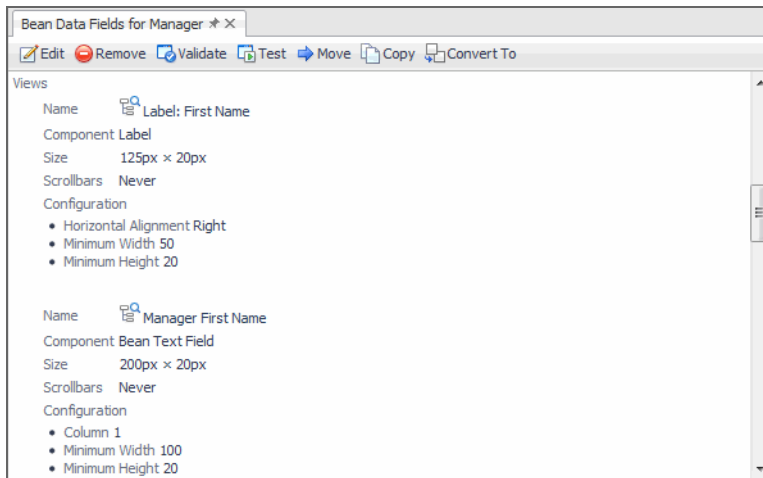 Bean Data Fields for Manager
Edit Remove Validate Test Move Copy Convert To
Views
Name Label: First Name
Component Label
Size 125px × 20px
Scrollbars Never
Configuration
• Horizontal Alignment Right
• Minimum Width 50
• Minimum Height 20
Name Manager First Name
Component Bean Text Field
Size 200px × 20px
Scrollbars Never
Configuration
• Column 1
• Minimum Width 100
• Minimum Height 20